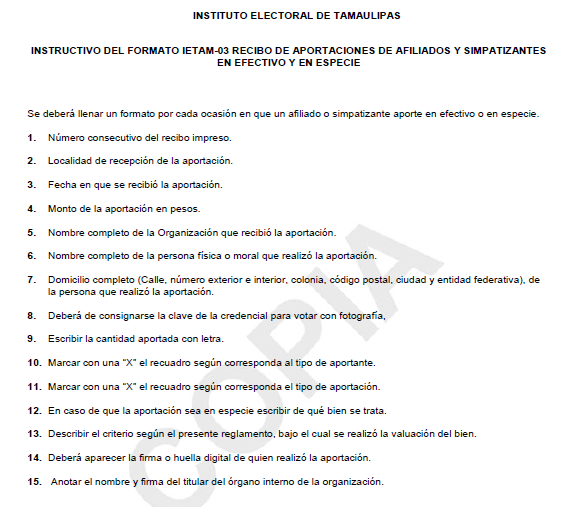 INSTITUTO ELECTORAL DE TAMAULIPAS
INSTRUCTIVO DEL FORMATO IETAM-03 RECIBO DE APORTACIONES DE AFILIADOS Y SIMPATIZANTES
EN EFECTIVO Y EN ESPECIE
Se deberá llenar un formato por cada ocasión en que un afiliado o simpatizante aporte en efectivo o en especie.
1. Número consecutivo del recibo impreso.
2. Localidad de recepción de la aportación.
3. Fecha en que se recibió la aportación.
4. Monto de la aportación en pesos.
5. Nombre completo de la Organización que recibió la aportación.
6. Nombre completo de la persona física o moral que realizó la aportación.
7. Domicilio completo (Calle, número exterior e interior, colonia, código postal, ciudad y entidad federativa), de
la persona que realizó la aportación.
8. Deberá de consignarse la clave de la credencial para votar con fotografía,
9. Escribir la cantidad aportada con letra.
10. Marcar con una "X" el recuadro según corresponda al tipo de aportante.
11. Marcar con una "X" el recuadro según corresponda el tipo de aportación.
12. En caso de que la aportación sea en especie escribir de qué bien se trata.
13. Describir el criterio según el presente reglamento, bajo el cual se realizó la valuación del bien.
14. Deberá aparecer la firma o huella digital de quien realizó la aportación.
15. Anotar el nombre y firma del titular del órgano interno de la organización.
COPIA